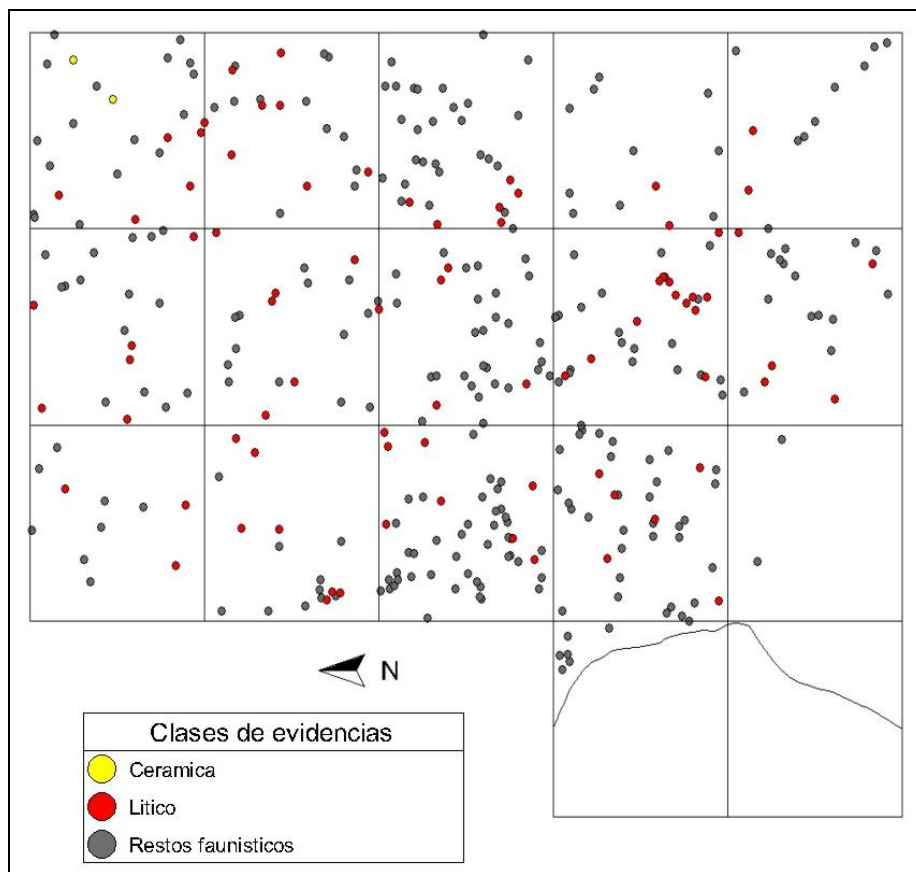 N
Clases de evidencias
Ceramica
Litico
Restos faunisticos